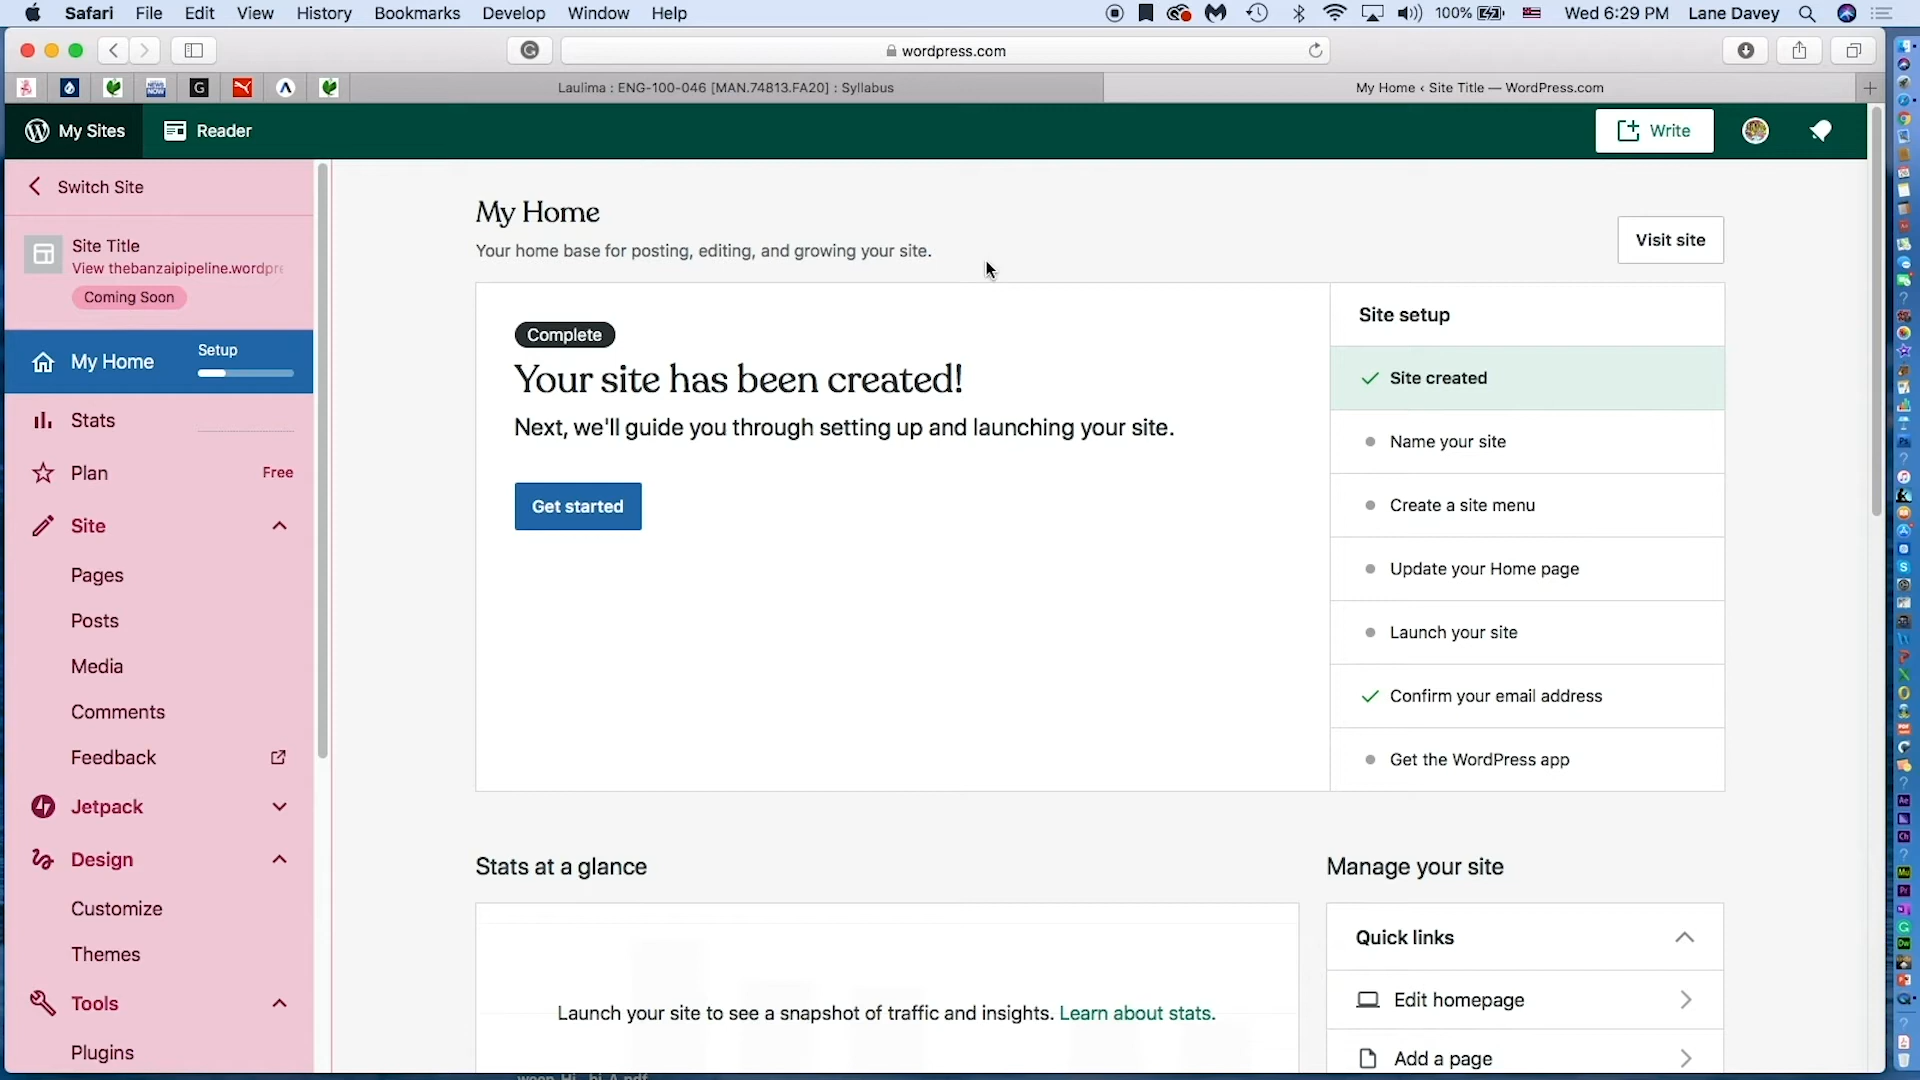 Safari File Edit View History Bookmarks Develop Window Help
100% Wed 6:29 PM Lane Davey
wordpress.com
Laulima : ENG-100-046 [MAN.74813.FA20] : Syllabus
My Home ‹ Site Title — WordPress.com
My Sites
Reader
Write
Switch Site
Site Title
View thebanzaipipeline.wordpre
Coming Soon
My Home
Setup
Stats
Plan
Free
Site
Pages
Posts
Media
Comments
Feedback
Jetpack
Design
Customize
Themes
Tools
Plugins
My Home
Your home base for posting, editing, and growing your site.
Visit site
Complete
Your site has been created!
Next, we'll guide you through setting up and launching your site.
Get started
Site setup
Site created
Name your site
Create a site menu
Update your Home page
Launch your site
Confirm your email address
Get the WordPress app
Stats at a glance
Launch your site to see a snapshot of traffic and insights. Learn about stats.
Manage your site
Quick links
Edit homepage
Add a page